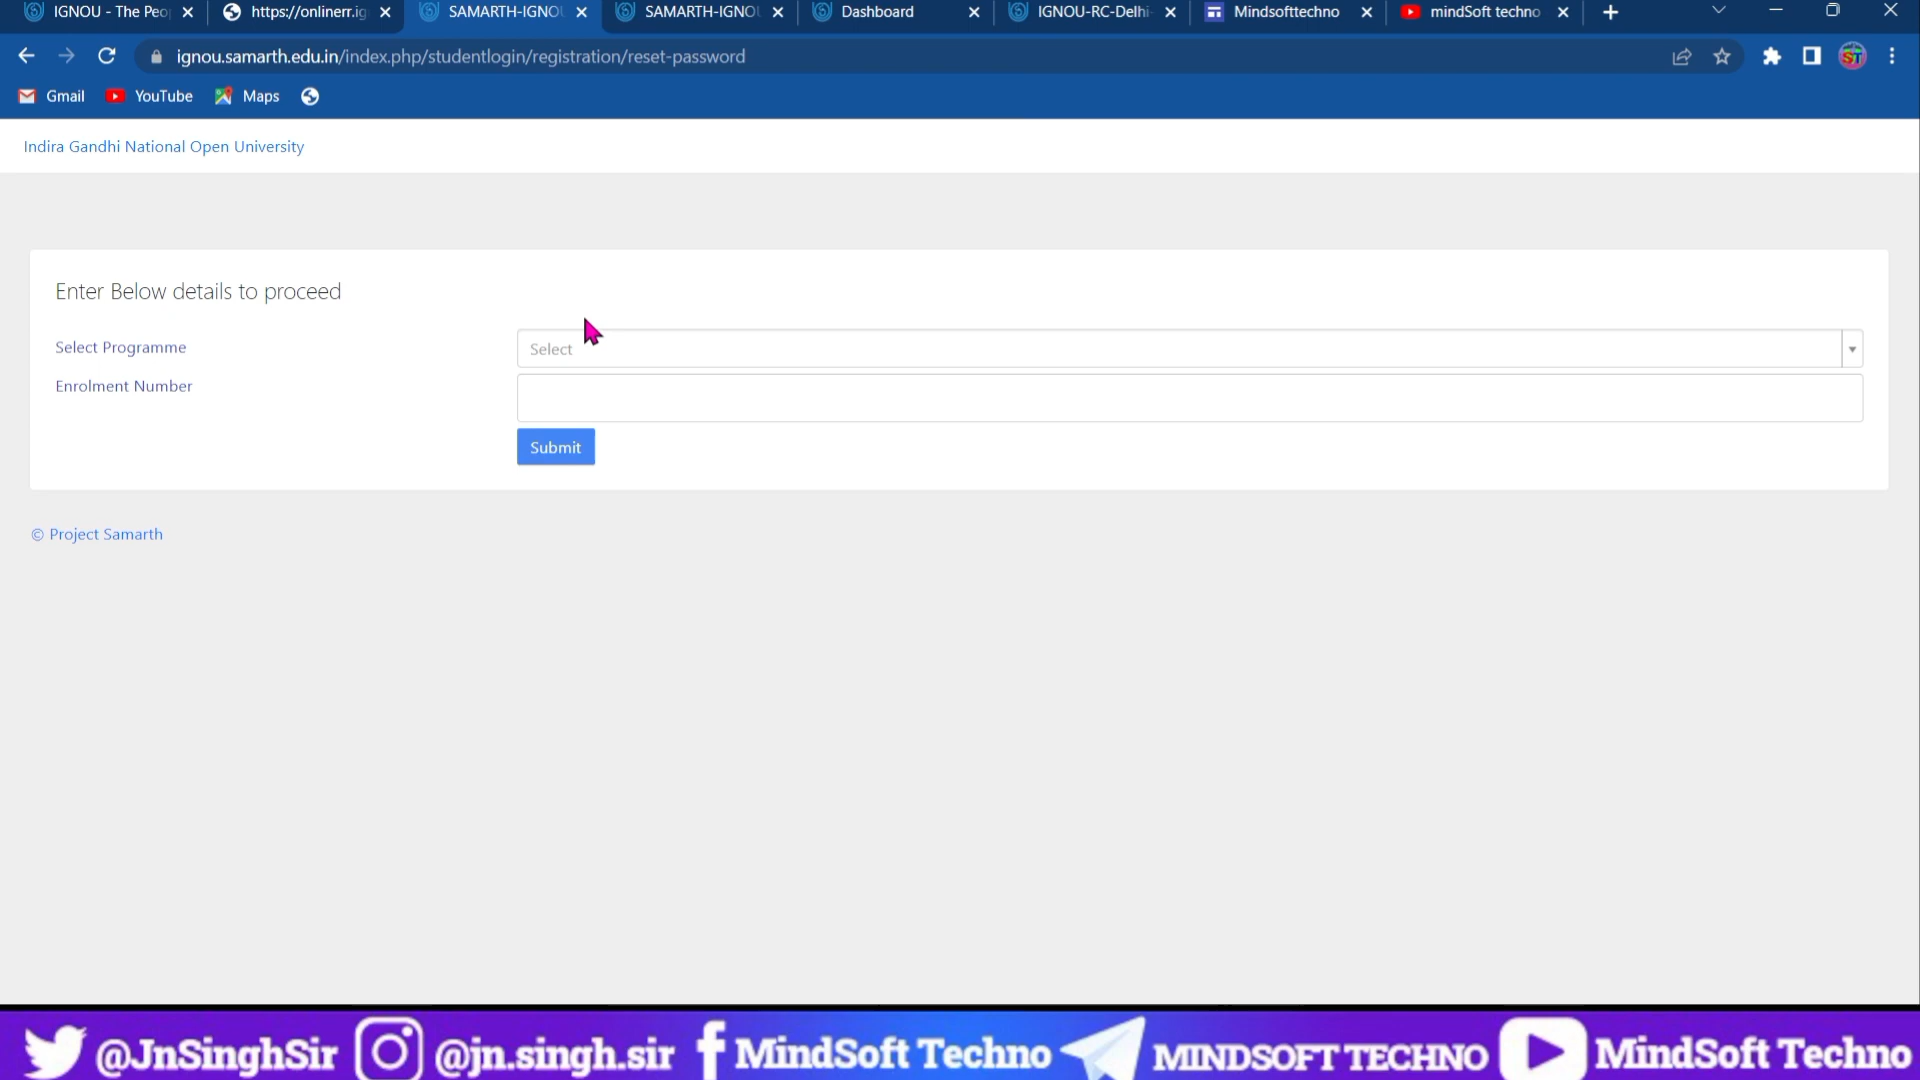 IGNOU - The Peop
https://onlinerr.ig
SAMARTH-IGNOU
SAMARTH-IGNOU
Dashboard
IGNOU-RC-Delhi-
Mindsofttechno
mindSoft techno
ignou.samarth.edu.in/index.php/studentlogin/registration/reset-password
ST
Gmail
YouTube
Maps
Indira Gandhi National Open University
Enter Below details to proceed
Select Programme
Select
Enrolment Number
Submit
© Project Samarth
@JnSinghSir
@jn.singh.sir
MindSoft Techno
MINDSOFT TECHNO
MindSoft Techno